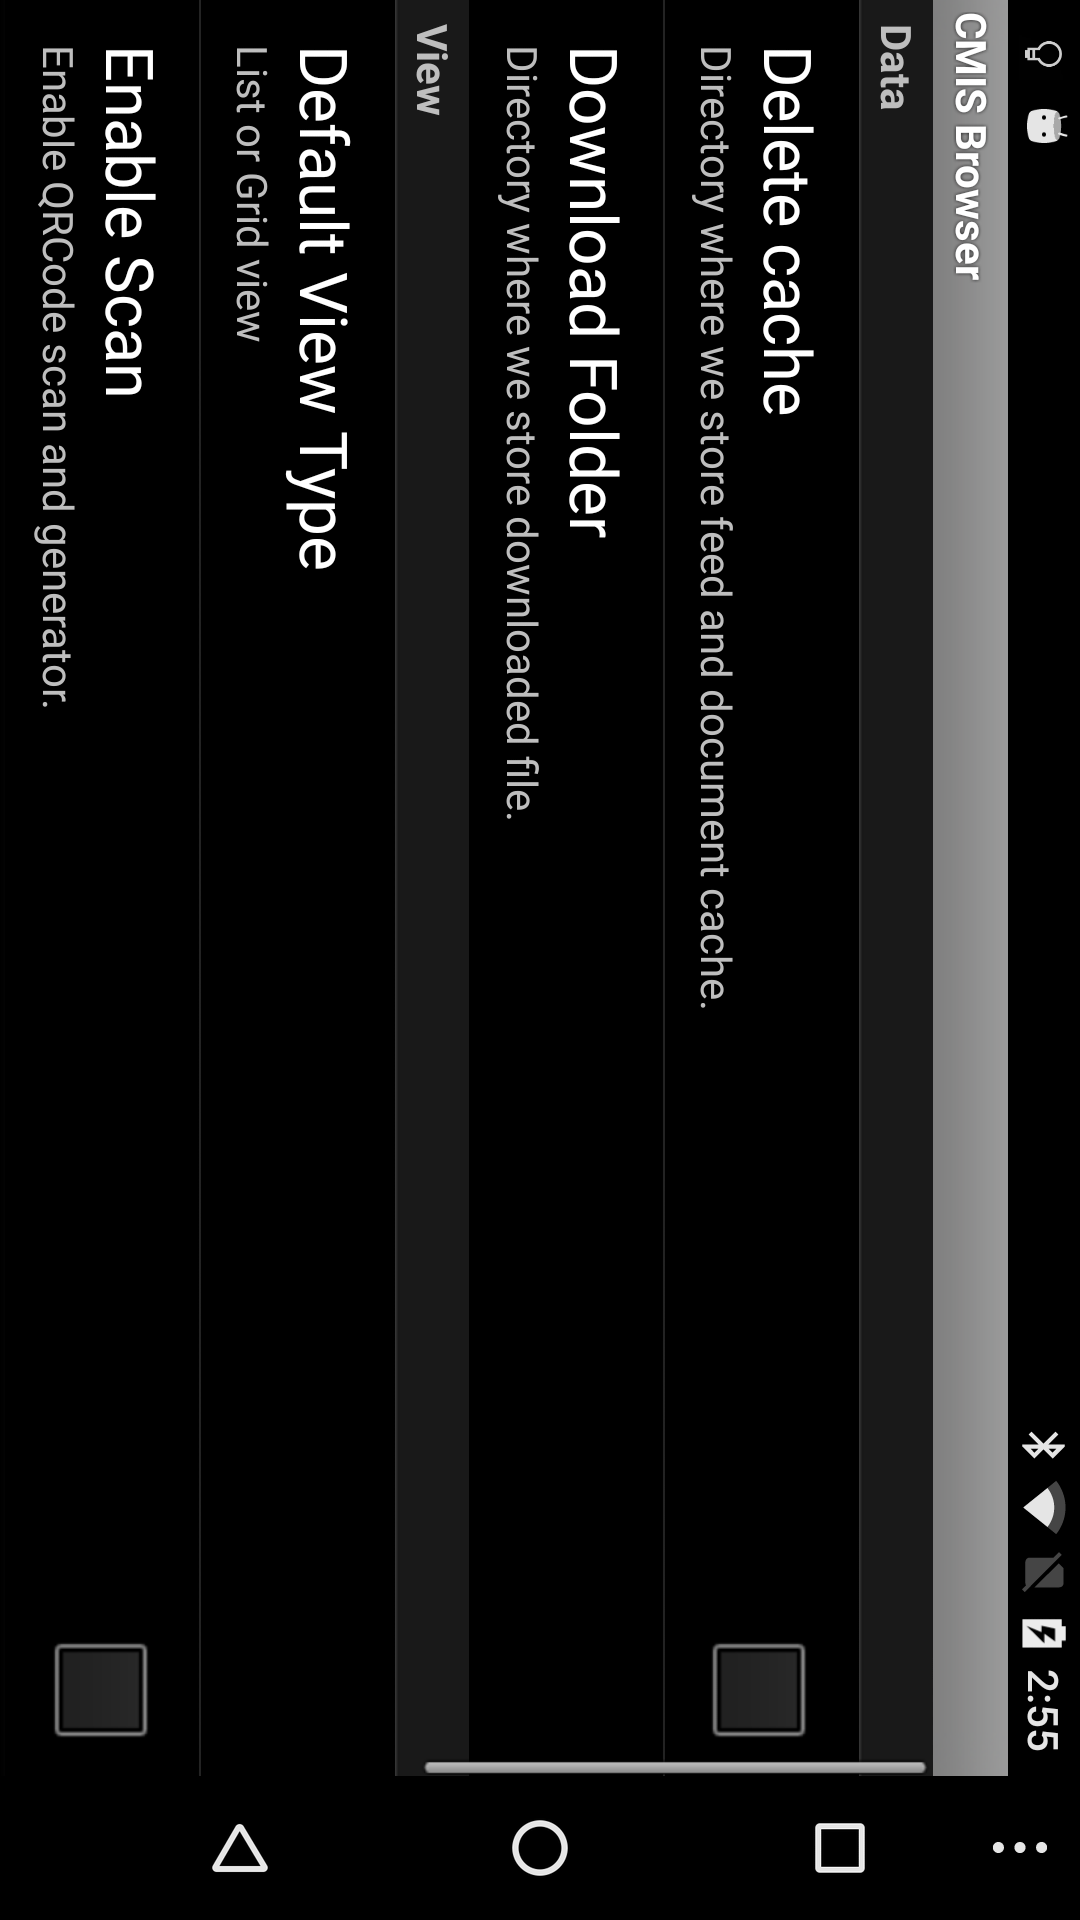 2:55
CMIS Browser
Data
Delete cache
Directory where we store feed and document cache.
Download Folder
Directory where we store downloaded file.
View
Default View Type
List or Grid view
Enable Scan
Enable QRCode scan and generator.